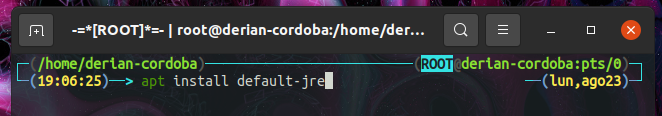 -=*[ROOT]*=- | root@derian-cordoba:/home/der...
(/home/derian-cordoba) (ROOT@derian-cordoba:pts/0)
(19:06:25)──> apt install default-jre (lun,ago23)